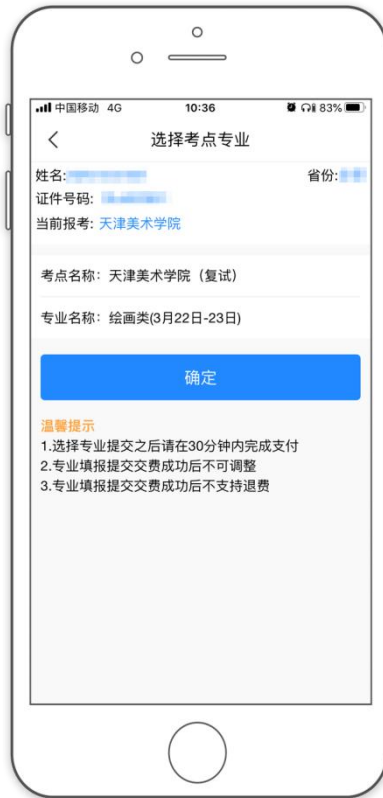 中国移动 4G 10:36 83%
选择考点专业
姓名: 省份:
证件号码:
当前报考: 天津美术学院
考点名称: 天津美术学院（复试）
专业名称: 绘画类(3月22日-23日)
确定
温馨提示
1.选择专业提交之后请在30分钟内完成支付
2.专业填报提交交费成功后不可调整
3.专业填报提交交费成功后不支持退费